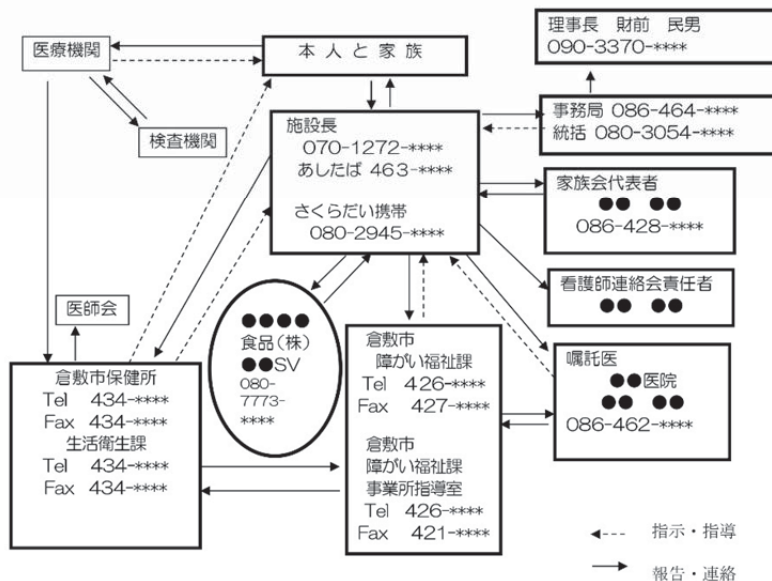 医療機関
本 人 と 家 族
理事長 財前 民男
090-3370-****
検査機関
施設長
070-1272-****
あしたば 463-****
さくらだい携帯
080-2945-****
事務局 086-464-****
統括 080-3054-****
家族会代表者
●● ●●
086-428-****
看護師連絡会責任者
●● ●●
医師会
●●●●
食品(株)
●●SV
080-
7773-
****
倉敷市
障がい福祉課
Tel 426-****
Fax 427-****
倉敷市
障がい福祉課
事業所指導室
Tel 426-****
Fax 421-****
嘱託医
●●医院
●● ●●
086-462-****
倉敷市保健所
Tel 434-****
Fax 434-****
生活衛生課
Tel 434-****
Fax 434-****
指示・指導
報告・連絡